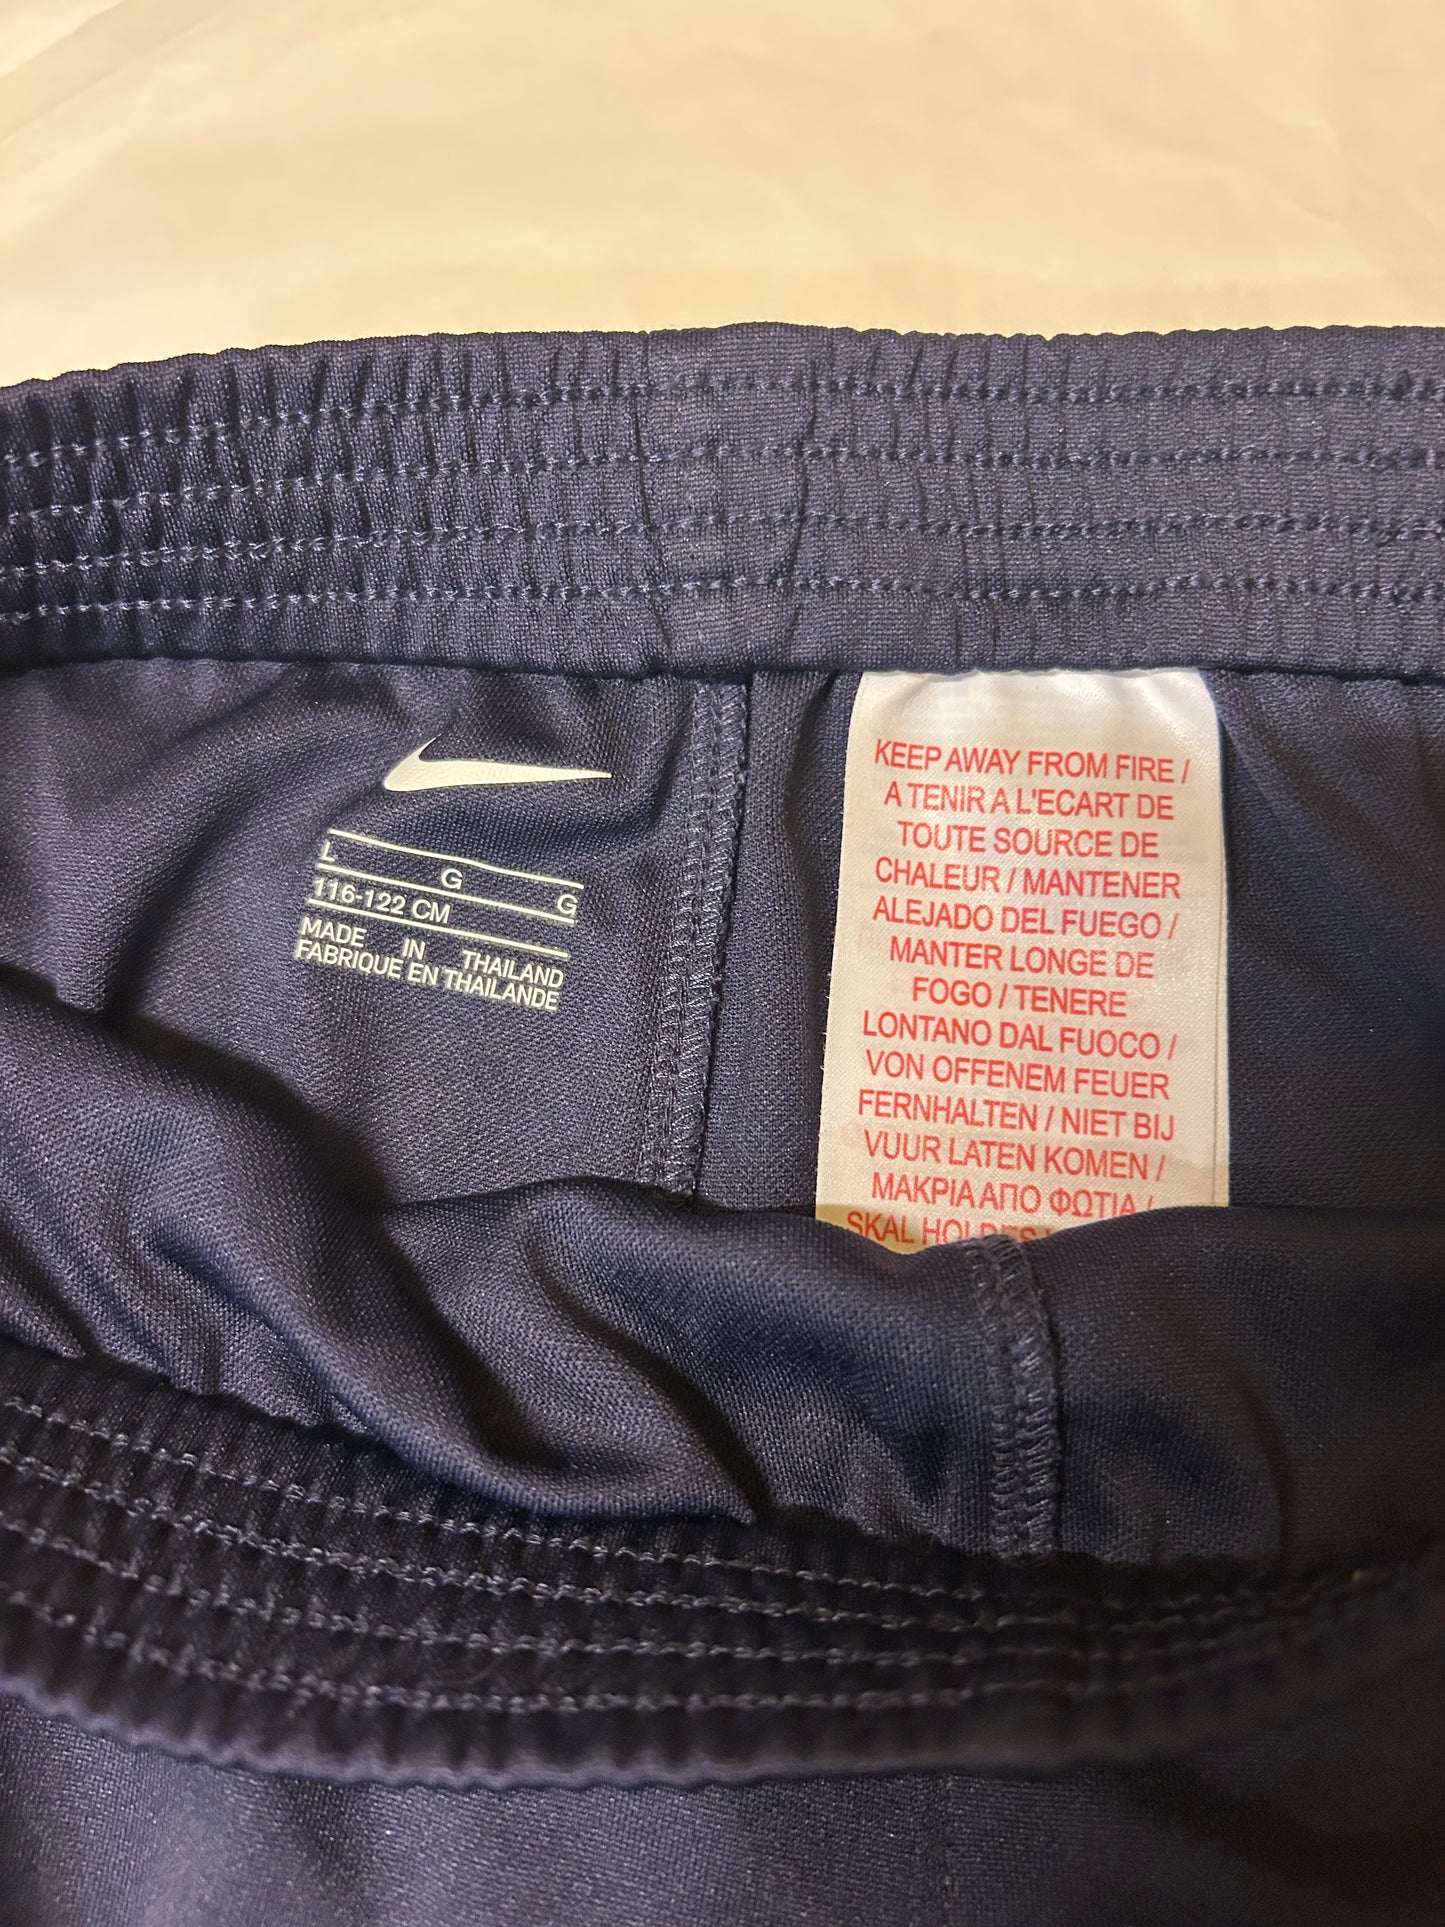 L G G
116-122 CM
MADE IN THAILAND
FABRIQUE EN THAILANDE
KEEP AWAY FROM FIRE /
A TENIR A L'ECART DE
TOUTE SOURCE DE
CHALEUR / MANTENER
ALEJADO DEL FUEGO /
MANTER LONGE DE
FOGO / TENERE
LONTANO DAL FUOCO /
VON OFFENEM FEUER
FERNHALTEN / NIET BIJ
VUUR LATEN KOMEN /
ΜΑΚΡΙΑ ΑΠΟ ΦΩΤΙΑ /
SKAL HOLDES